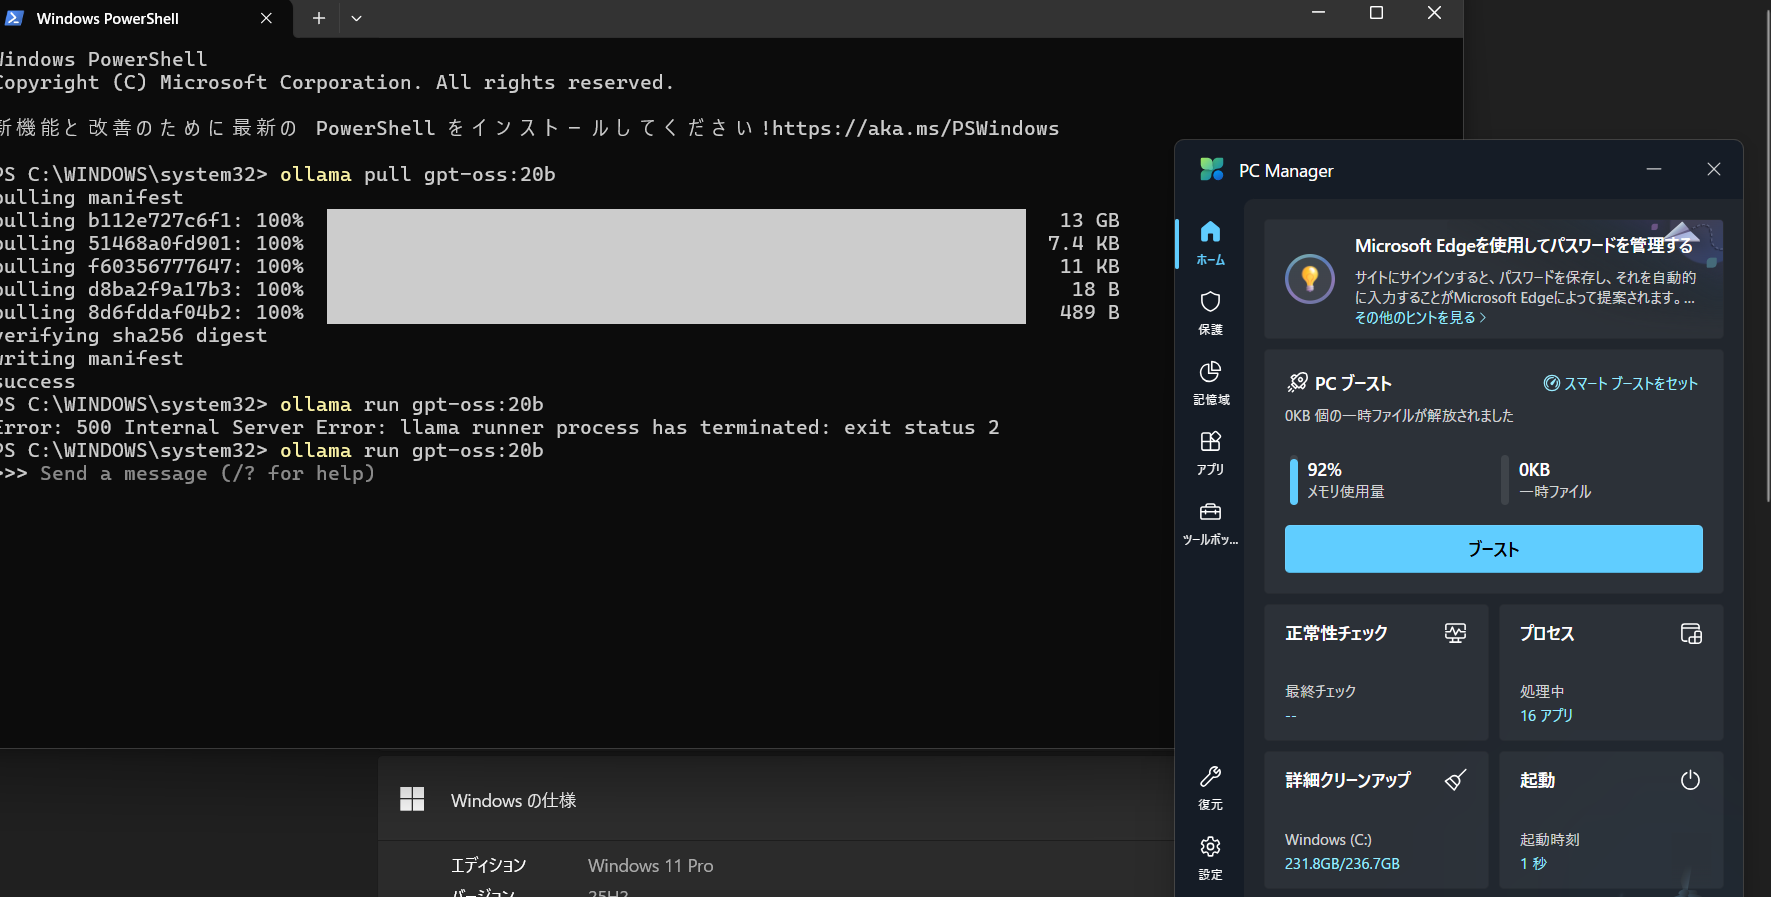 Windows PowerShell
Windows PowerShell
Copyright (C) Microsoft Corporation. All rights reserved.
新機能と改善のために最新の PowerShell をインストールしてください!https://aka.ms/PSWindows
PS C:\WINDOWS\system32> ollama pull gpt-oss:20b
pulling manifest
pulling b112e727c6f1: 100% 13 GB
pulling 51468a0fd901: 100% 7.4 KB
pulling f60356777647: 100% 11 KB
pulling d8ba2f9a17b3: 100% 18 B
pulling 8d6fddaf04b2: 100% 489 B
verifying sha256 digest
writing manifest
success
PS C:\WINDOWS\system32> ollama run gpt-oss:20b
Error: 500 Internal Server Error: llama runner process has terminated: exit status 2
PS C:\WINDOWS\system32> ollama run gpt-oss:20b
>>> Send a message (/? for help)
Windows の仕様
エディション Windows 11 Pro
バージョン 25H2
PC Manager
ホーム
保護
記憶域
アプリ
ツールボッ...
復元
設定
Microsoft Edgeを使用してパスワードを管理する
サイトにサインインすると、パスワードを保存し、それを自動的
に入力することがMicrosoft Edgeによって提案されます。...
その他のヒントを見る >
PC ブースト スマート ブーストをセット
0KB 個の一時ファイルが解放されました
92% 0KB
メモリ使用量 一時ファイル
ブースト
正常性チェック
最終チェック
--
プロセス
処理中
16 アプリ
詳細クリーンアップ
Windows (C:)
231.8GB/236.7GB
起動
起動時刻
1 秒